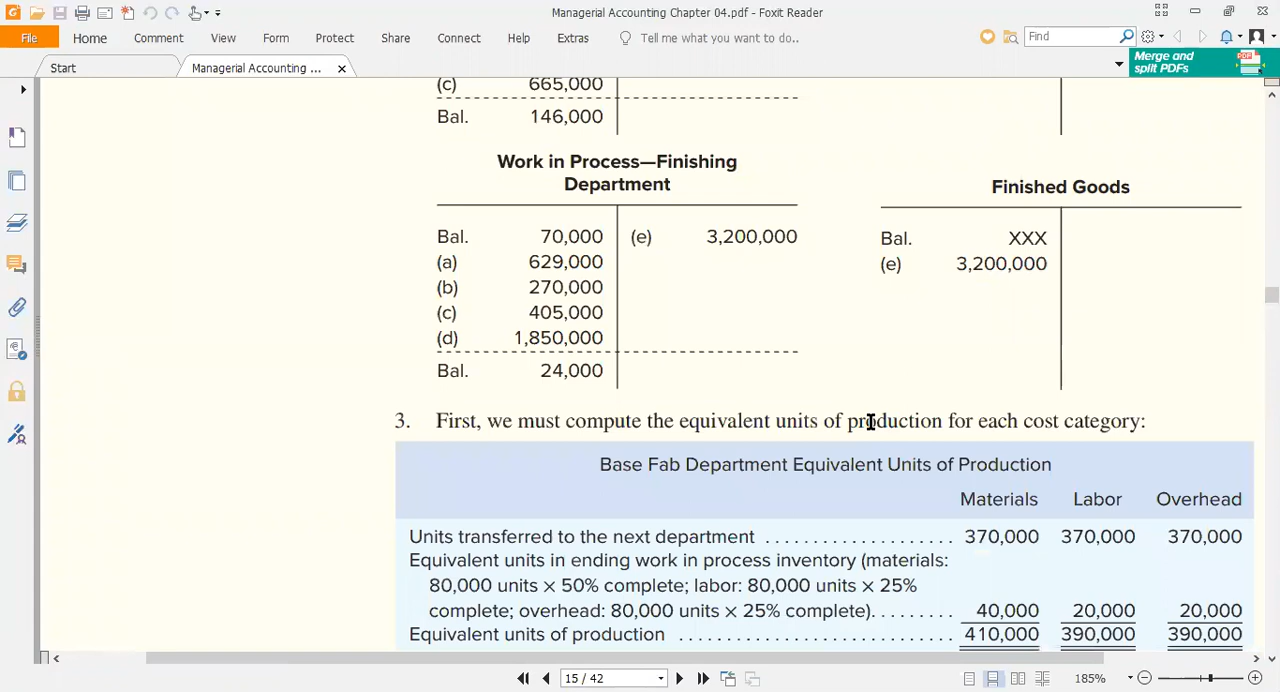 Managerial Accounting Chapter 04.pdf - Foxit Reader
File Home Comment View Form Protect Share Connect Help Extras Tell me what you want to do.. Find
Start Managerial Accounting ... Merge and split PDFs
(c) 665,000
Bal. 146,000
Work in Process—Finishing
Department
Finished Goods
Bal. 70,000 (e) 3,200,000 Bal. XXX
(a) 629,000 (e) 3,200,000
(b) 270,000
(c) 405,000
(d) 1,850,000
Bal. 24,000
3. First, we must compute the equivalent units of production for each cost category:
Base Fab Department Equivalent Units of Production
Materials Labor Overhead
Units transferred to the next department .................... 370,000 370,000 370,000
Equivalent units in ending work in process inventory (materials:
80,000 units × 50% complete; labor: 80,000 units × 25%
complete; overhead: 80,000 units × 25% complete)......... 40,000 20,000 20,000
Equivalent units of production ............................. 410,000 390,000 390,000
15 / 42 185%